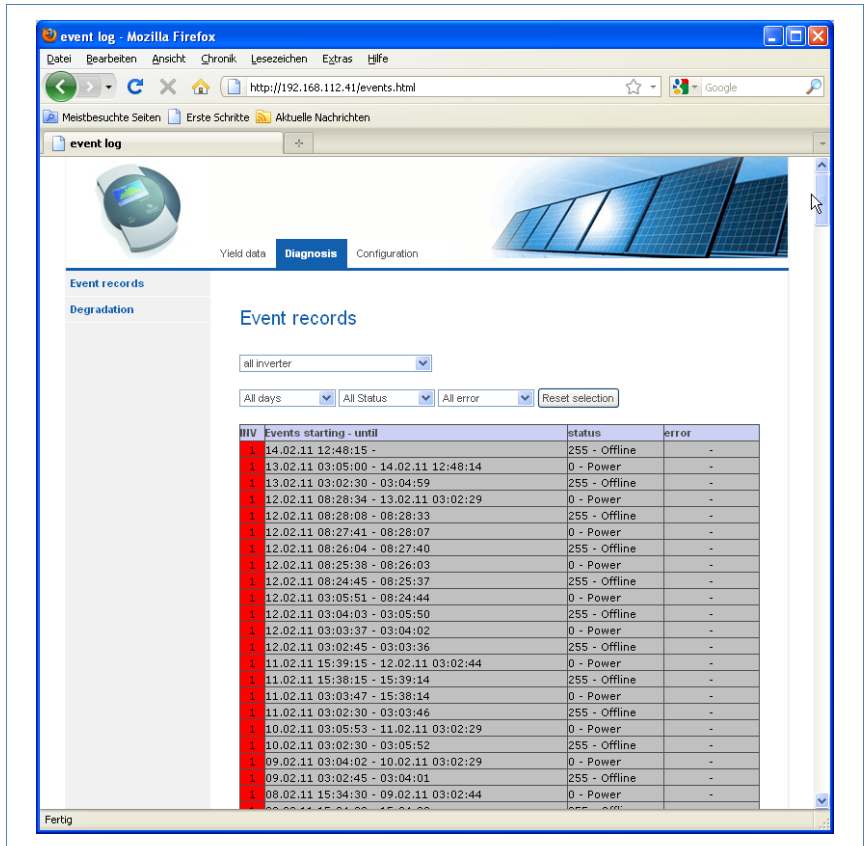 event log - Mozilla Firefox
Datei Bearbeiten Ansicht Chronik Lesezeichen Extras Hilfe
http://192.168.112.41/events.html
Google
Meistbesuchte Seiten Erste Schritte Aktuelle Nachrichten
event log
Yield data Diagnosis Configuration
Event records
Degradation
Event records
all inverter
All days All Status All error Reset selection
INV Events starting - until status error
1 14.02.11 12:48:15 - 255 - Offline -
1 13.02.11 03:05:00 - 14.02.11 12:48:14 0 - Power -
1 13.02.11 03:02:30 - 03:04:59 255 - Offline -
1 12.02.11 08:28:34 - 13.02.11 03:02:29 0 - Power -
1 12.02.11 08:28:08 - 08:28:33 255 - Offline -
1 12.02.11 08:27:41 - 08:28:07 0 - Power -
1 12.02.11 08:26:04 - 08:27:40 255 - Offline -
1 12.02.11 08:25:38 - 08:26:03 0 - Power -
1 12.02.11 08:24:45 - 08:25:37 255 - Offline -
1 12.02.11 03:05:51 - 08:24:44 0 - Power -
1 12.02.11 03:04:03 - 03:05:50 255 - Offline -
1 12.02.11 03:03:37 - 03:04:02 0 - Power -
1 12.02.11 03:02:45 - 03:03:36 255 - Offline -
1 11.02.11 15:39:15 - 12.02.11 03:02:44 0 - Power -
1 11.02.11 15:38:15 - 15:39:14 255 - Offline -
1 11.02.11 03:03:47 - 15:38:14 0 - Power -
1 11.02.11 03:02:30 - 03:03:46 255 - Offline -
1 10.02.11 03:05:53 - 11.02.11 03:02:29 0 - Power -
1 10.02.11 03:02:30 - 03:05:52 255 - Offline -
1 09.02.11 03:04:02 - 10.02.11 03:02:29 0 - Power -
1 09.02.11 03:02:45 - 03:04:01 255 - Offline -
1 08.02.11 15:34:30 - 09.02.11 03:02:44 0 - Power -
Fertig